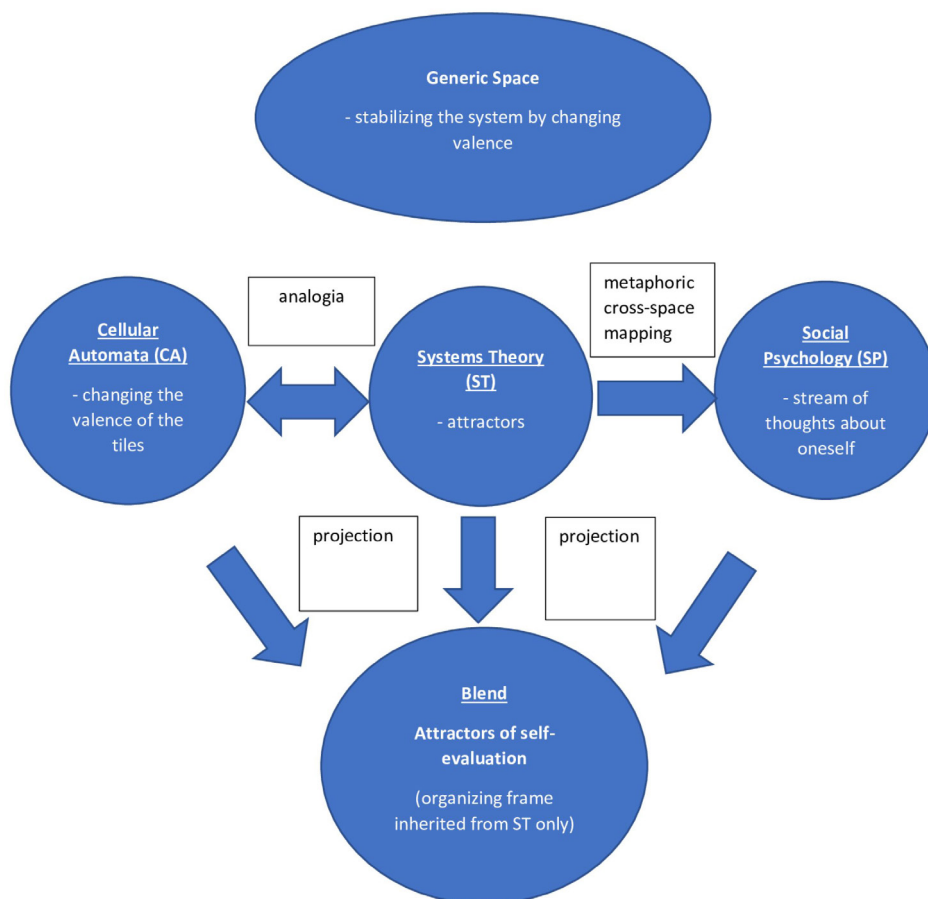 Generic Space
- stabilizing the system by changing
valence
analogia
metaphoric
cross-space
mapping
Cellular
Automata (CA)
- changing the
valence of the
tiles
Systems Theory
(ST)
- attractors
Social
Psychology (SP)
- stream of
thoughts about
oneself
projection
projection
Blend
Attractors of self-
evaluation
(organizing frame
inherited from ST only)